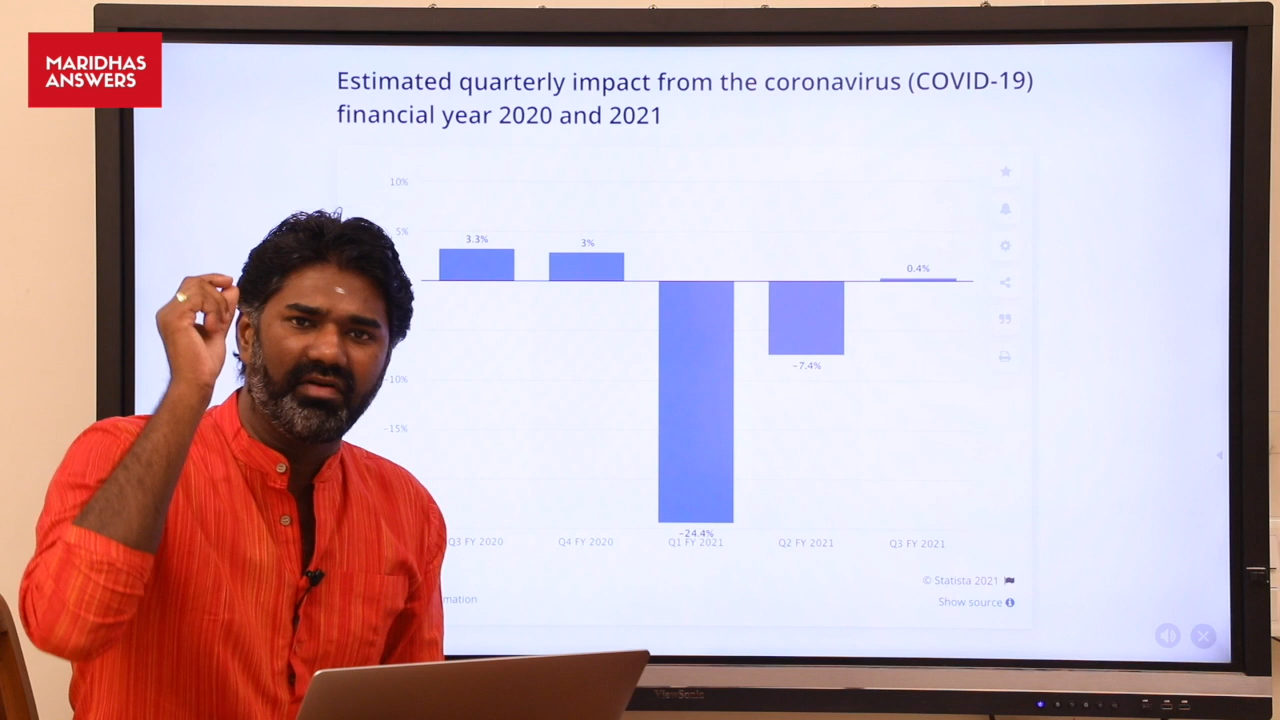 MARIDHAS
ANSWERS
Estimated quarterly impact from the coronavirus (COVID-19)
financial year 2020 and 2021
10%
5%
3.3%
3%
0.4%
-10%
-7.4%
-15%
-24.4%
Q3 FY 2020
Q4 FY 2020
Q1 FY 2021
Q2 FY 2021
Q3 FY 2021
© Statista 2021
mation
Show source
ViewSonic